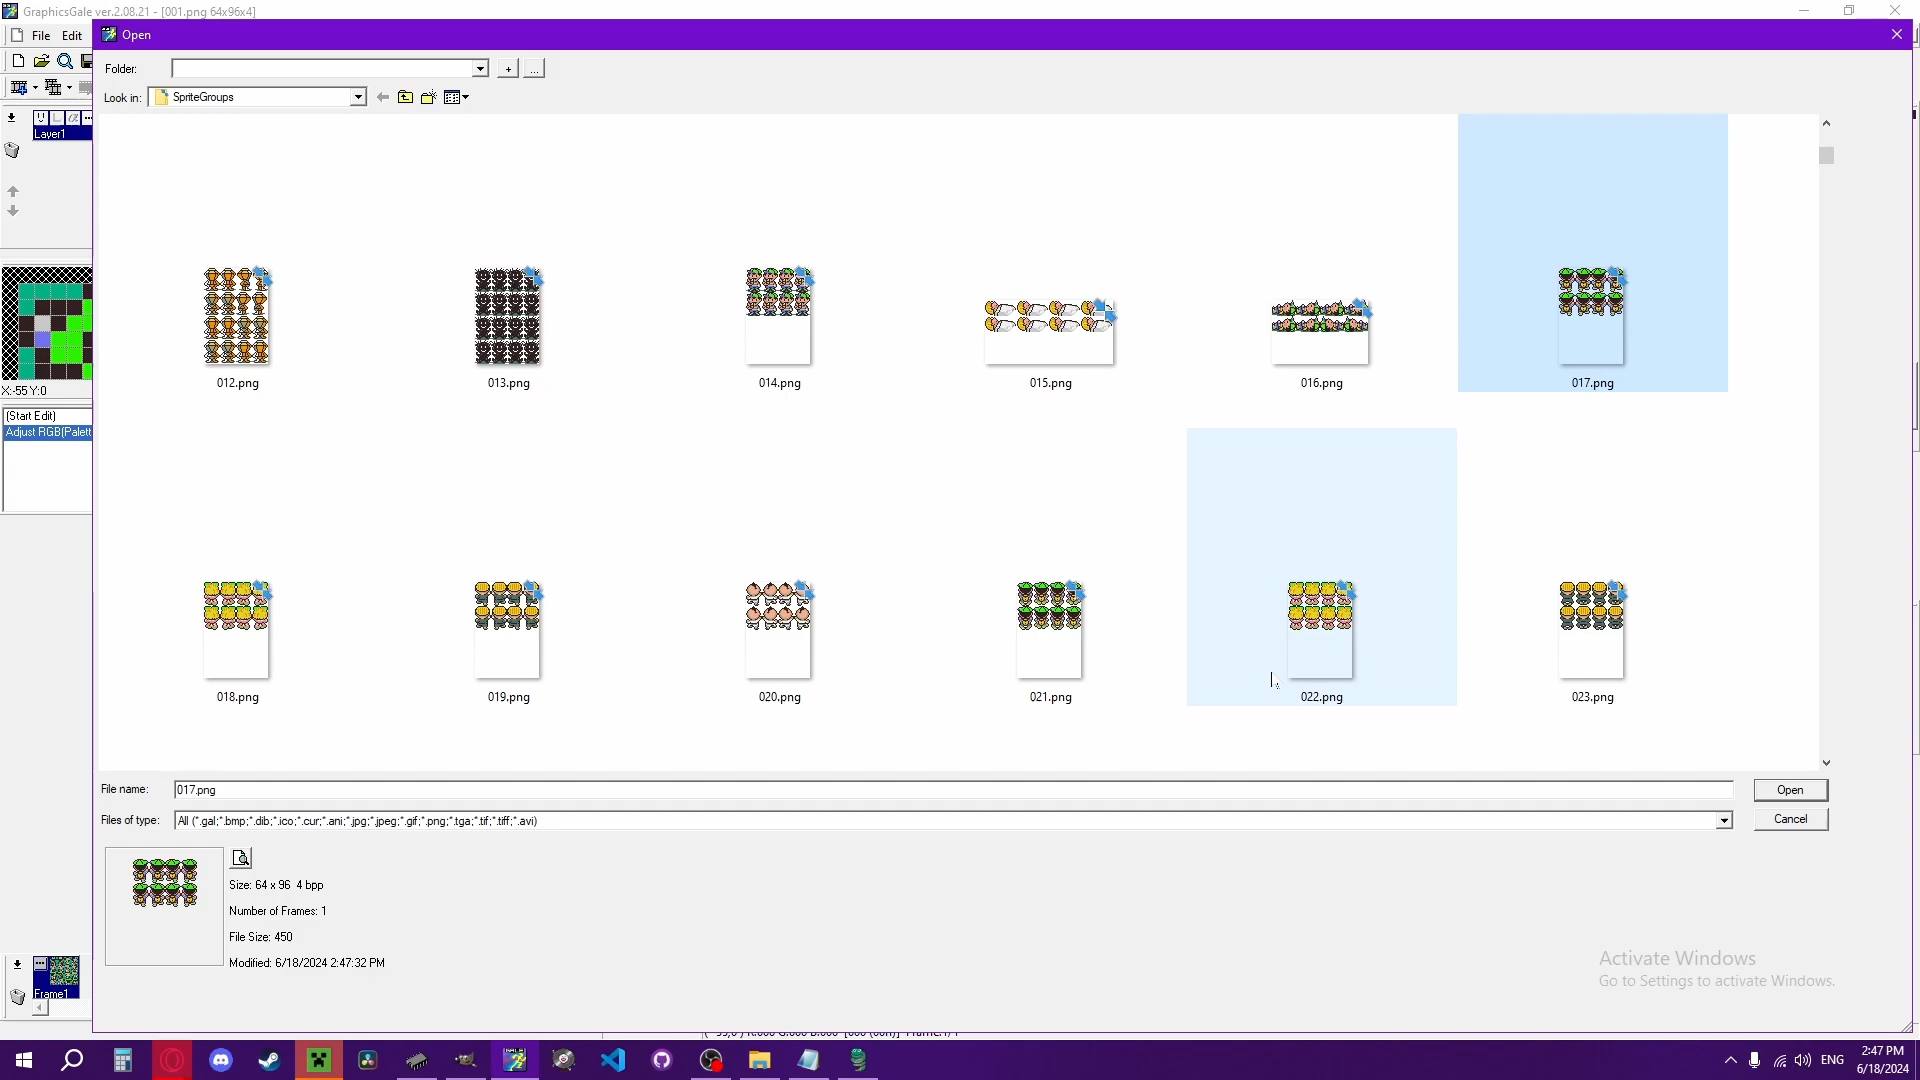 GraphicsGale ver.2.08.21 - [001.png 64x96x4]
File Edit
Open
Folder:
+ ...
Look in: SpriteGroups
Layer1
012.png 013.png 014.png 015.png 016.png 017.png
X:-55 Y:0
(Start Edit)
Adjust RGB(Palett
018.png 019.png 020.png 021.png 022.png 023.png
File name: 017.png Open
Files of type: All (*.gal;*.bmp;*.dib;*.ico;*.cur;*.ani;*.jpg;*.jpeg;*.gif;*.png;*.tga;*.tif;*.tiff;*.avi) Cancel
Size: 64 x 96 4 bpp
Number of Frames: 1
File Size: 450
Modified: 6/18/2024 2:47:32 PM
Activate Windows
Go to Settings to activate Windows.
Frame1
ENG
2:47 PM
6/18/2024